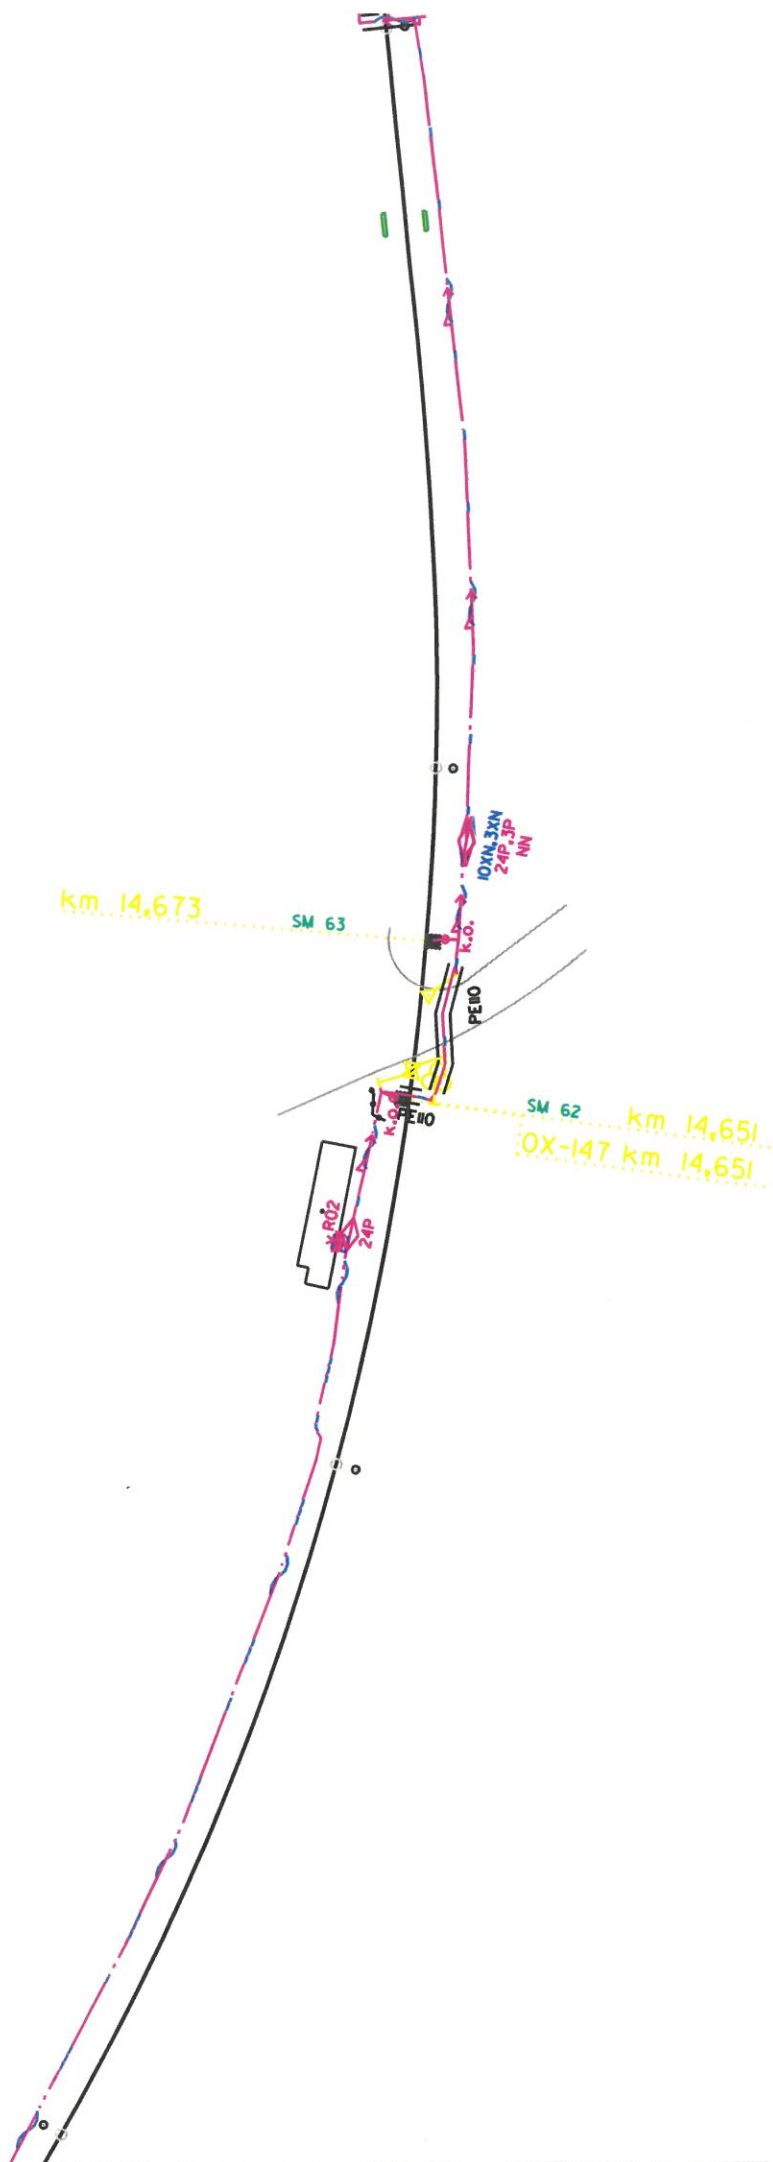 10XN,3XN
24P,3P
NN
km 14,673
SM 63
k.o.
PE110
SM 62
km 14,651
OX-147 km 14,651
k.o.
PE110
V RO2
24P